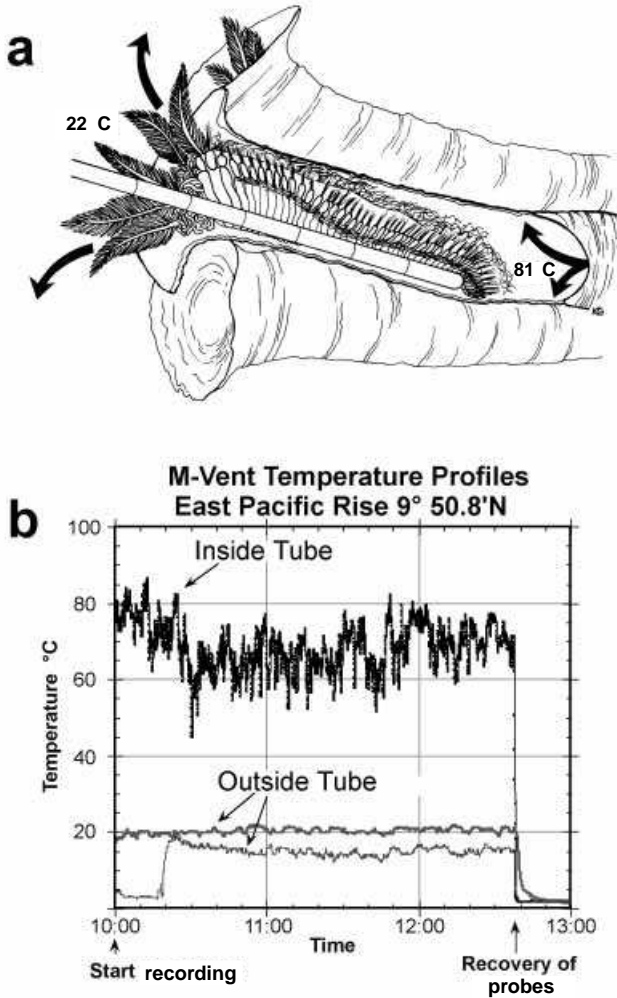 a
22 C
81 C
M-Vent Temperature Profiles
East Pacific Rise 9° 50.8'N
b
100
Inside Tube
80
60
Temperature °C
40
Outside Tube
20
10:00 11:00 12:00 13:00
Time
Start recording
Recovery of
probes